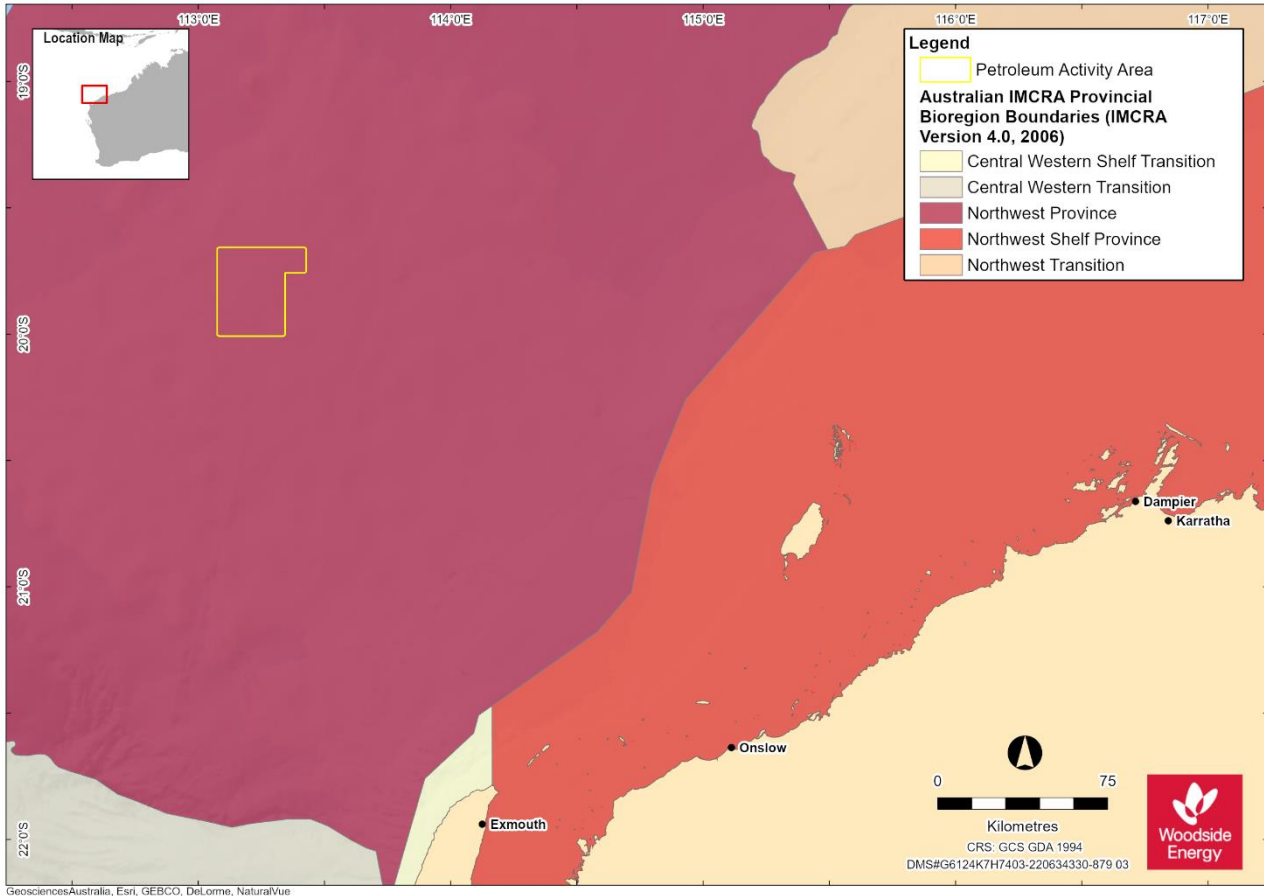 113.0°E
114.0°E
115.0°E
116.0°E
117.0°E
Location Map
19.0°S
20.0°S
21.0°S
22.0°S
Legend
Petroleum Activity Area
Australian IMCRA Provincial
Bioregion Boundaries (IMCRA
Version 4.0, 2006)
Central Western Shelf Transition
Central Western Transition
Northwest Province
Northwest Shelf Province
Northwest Transition
Dampier
Karratha
Onslow
Exmouth
0 75
Kilometres
CRS: GCS GDA 1994
DMS#G6124K7H7403-220634330-879 03
Woodside
Energy
GeosciencesAustralia, Esri, GEBCO, DeLorme, NaturalVue